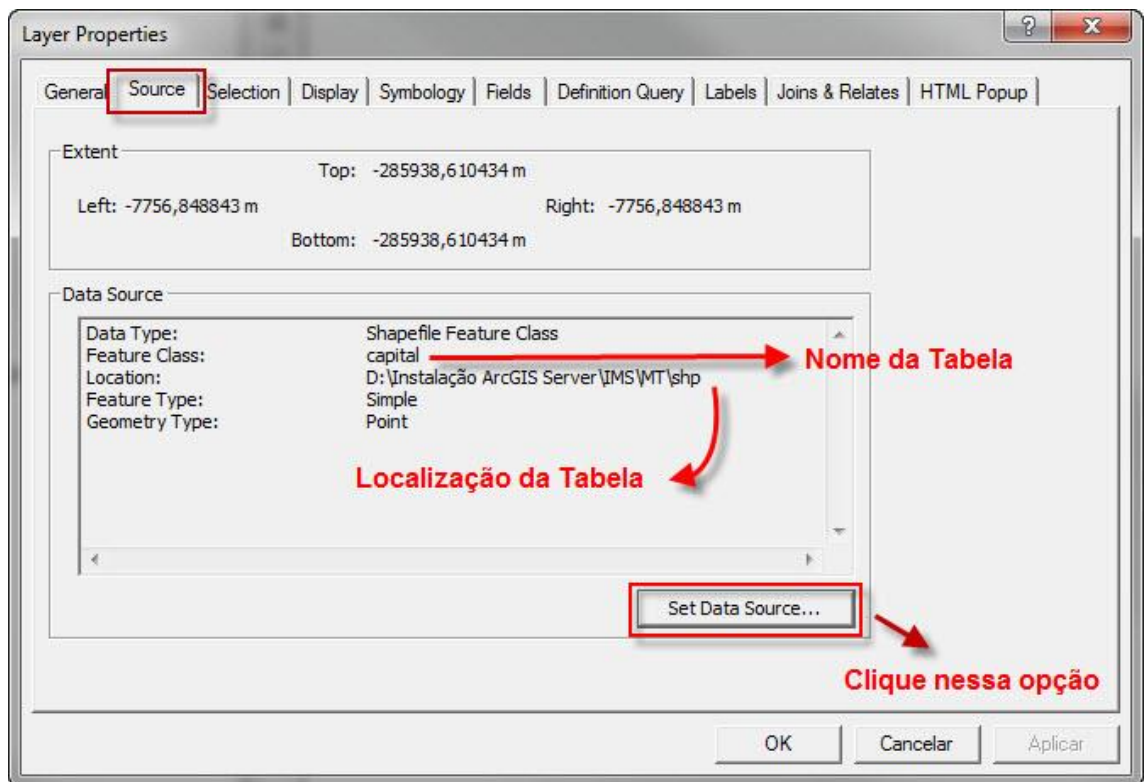 Layer Properties
General Source Selection Display Symbology Fields Definition Query Labels Joins & Relates HTML Popup
Extent
Top: -285938,610434 m
Left: -7756,848843 m Right: -7756,848843 m
Bottom: -285938,610434 m
Data Source
Data Type: Shapefile Feature Class
Feature Class: capital
Nome da Tabela
Location: D:\Instalação ArcGIS Server\IMS\MT\shp
Feature Type: Simple
Geometry Type: Point
Localização da Tabela
Set Data Source...
Clique nessa opção
OK Cancelar Aplicar